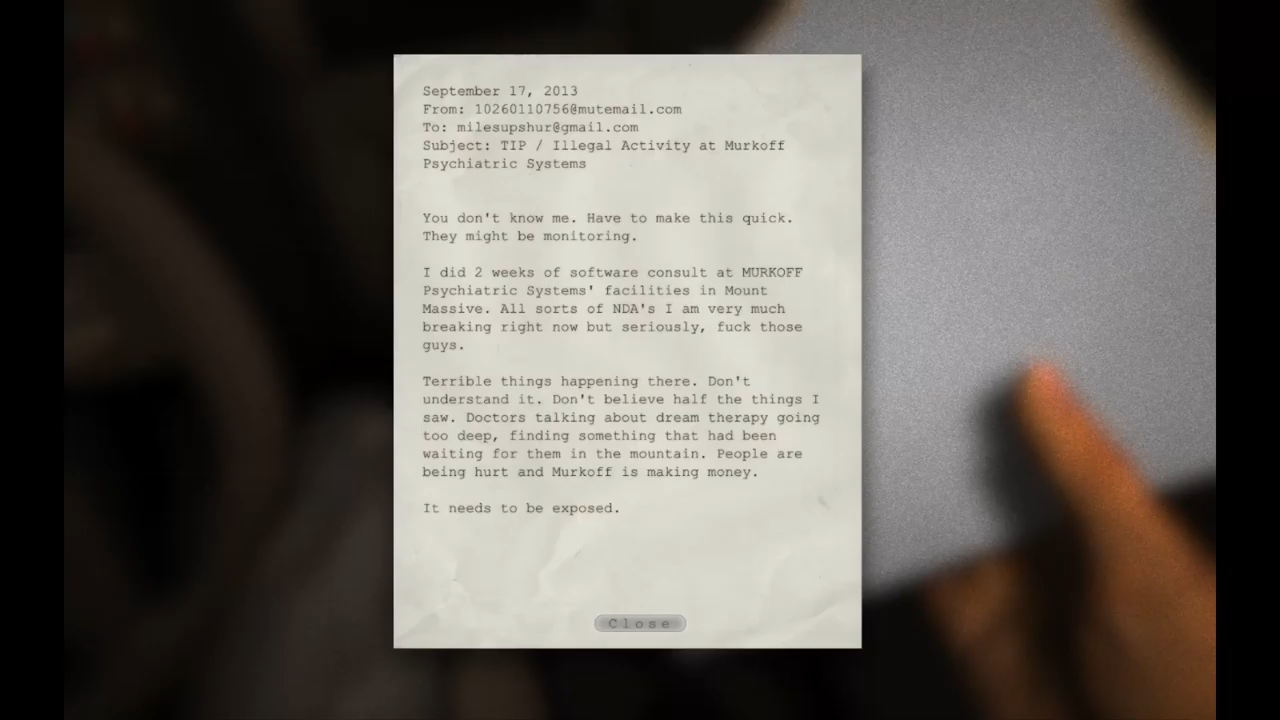 September 17, 2013
From: 10260110756@mutemail.com
To: milesupshur@gmail.com
Subject: TIP / Illegal Activity at Murkoff
Psychiatric Systems
You don't know me. Have to make this quick.
They might be monitoring.
I did 2 weeks of software consult at MURKOFF
Psychiatric Systems' facilities in Mount
Massive. All sorts of NDA's I am very much
breaking right now but seriously, fuck those
guys.
Terrible things happening there. Don't
understand it. Don't believe half the things I
saw. Doctors talking about dream therapy going
too deep, finding something that had been
waiting for them in the mountain. People are
being hurt and Murkoff is making money.
It needs to be exposed.
Close